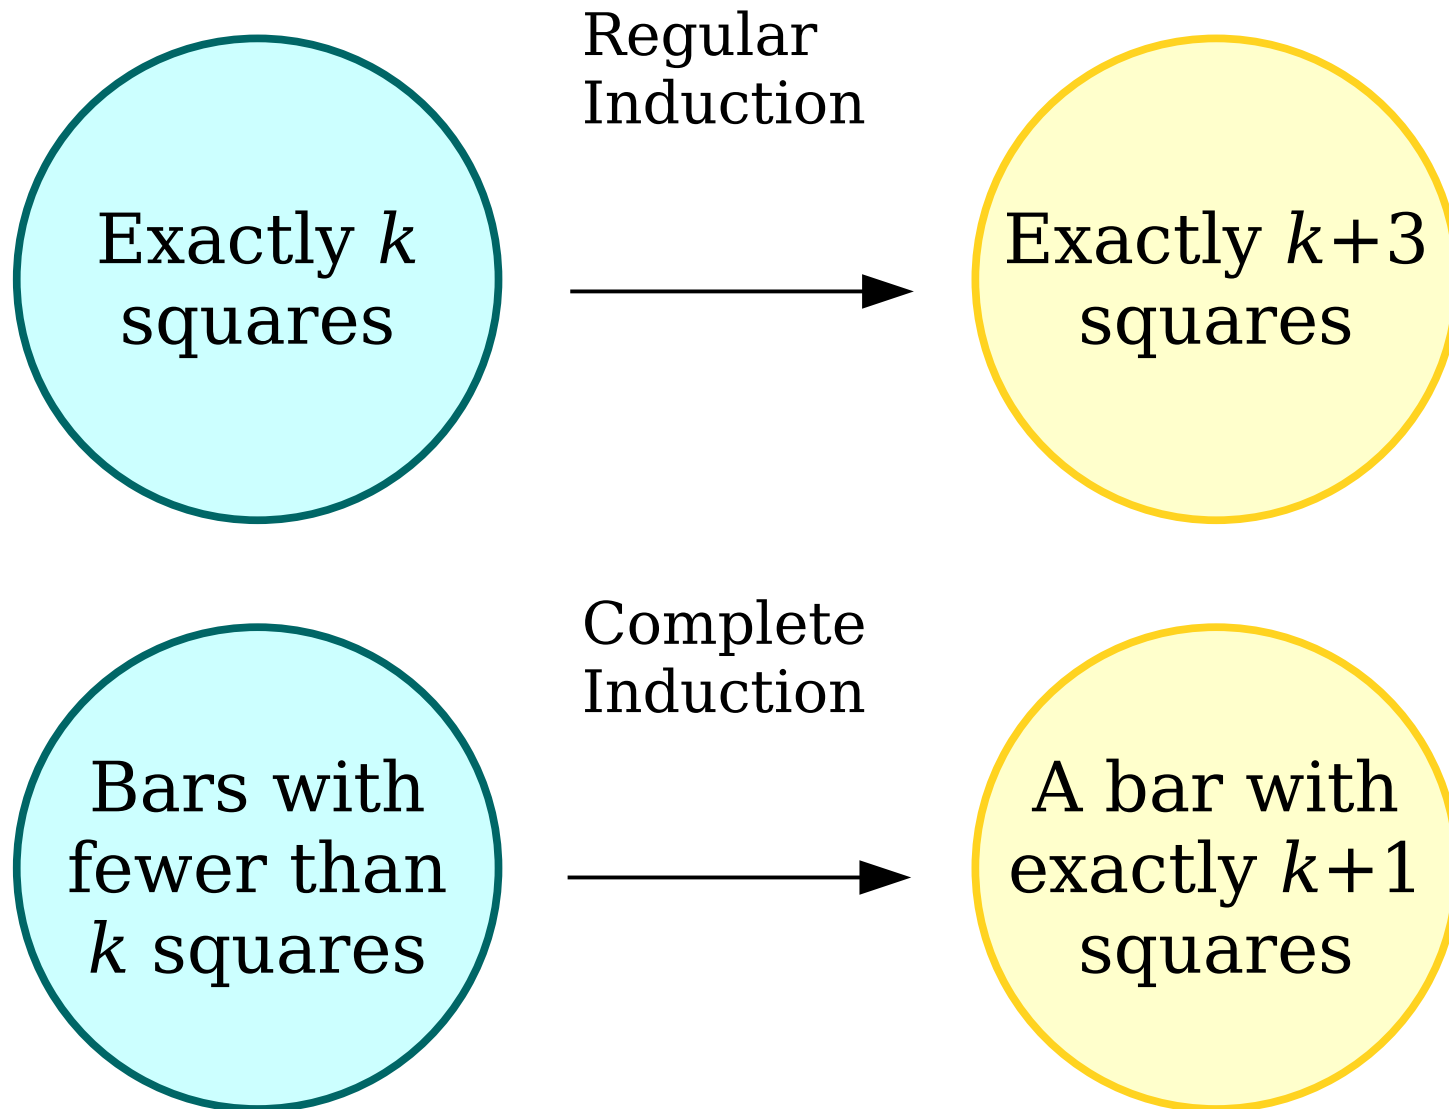 Regular
Induction
Exactly k
squares
Exactly k+3
squares
Complete
Induction
Bars with
fewer than
k squares
A bar with
exactly k+1
squares